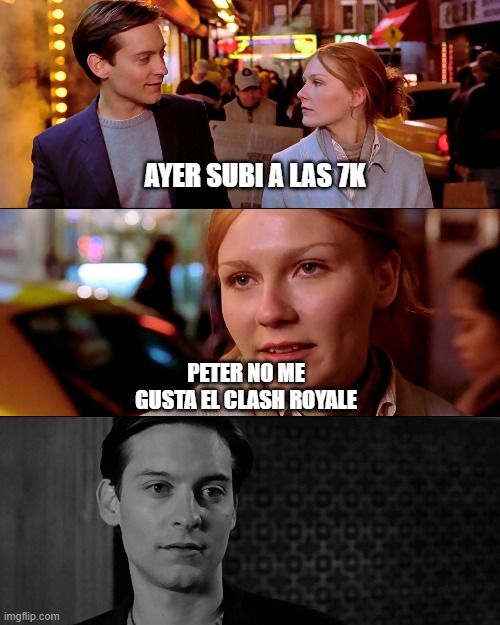 AYER SUBI A LAS 7K
PETER NO ME
GUSTA EL CLASH ROYALE
imgflip.com